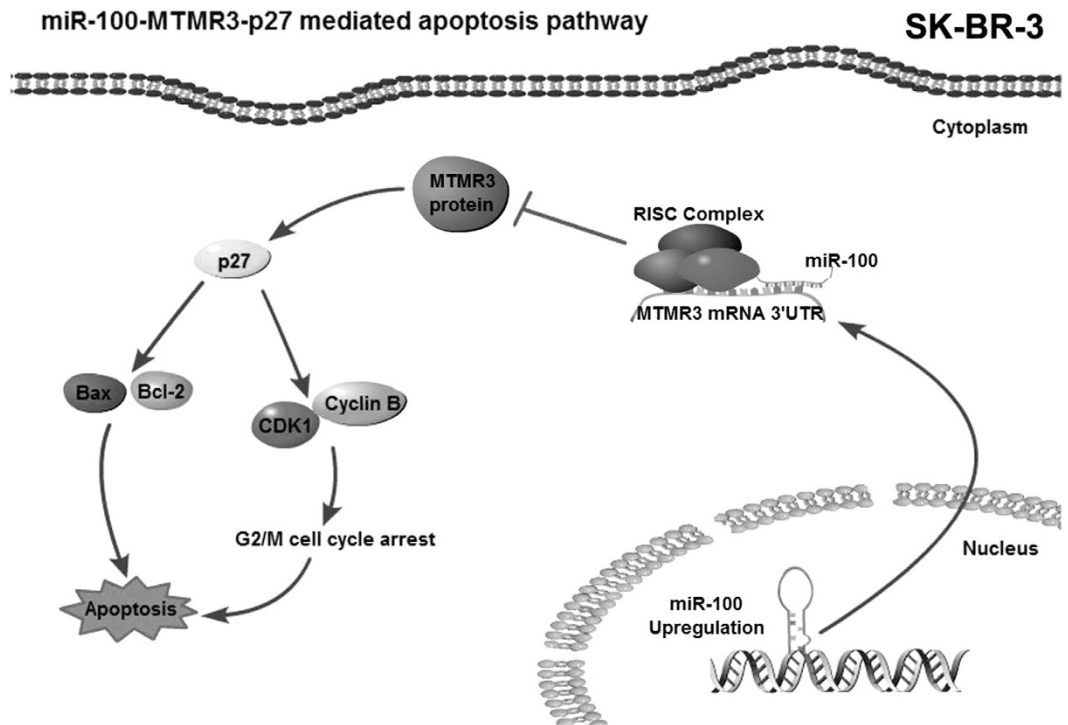 miR-100-MTMR3-p27 mediated apoptosis pathway
SK-BR-3
Cytoplasm
MTMR3
protein
RISC Complex
p27
miR-100
MTMR3 mRNA 3'UTR
Bax
Bcl-2
Cyclin B
CDK1
G2/M cell cycle arrest
Nucleus
Apoptosis
miR-100
Upregulation